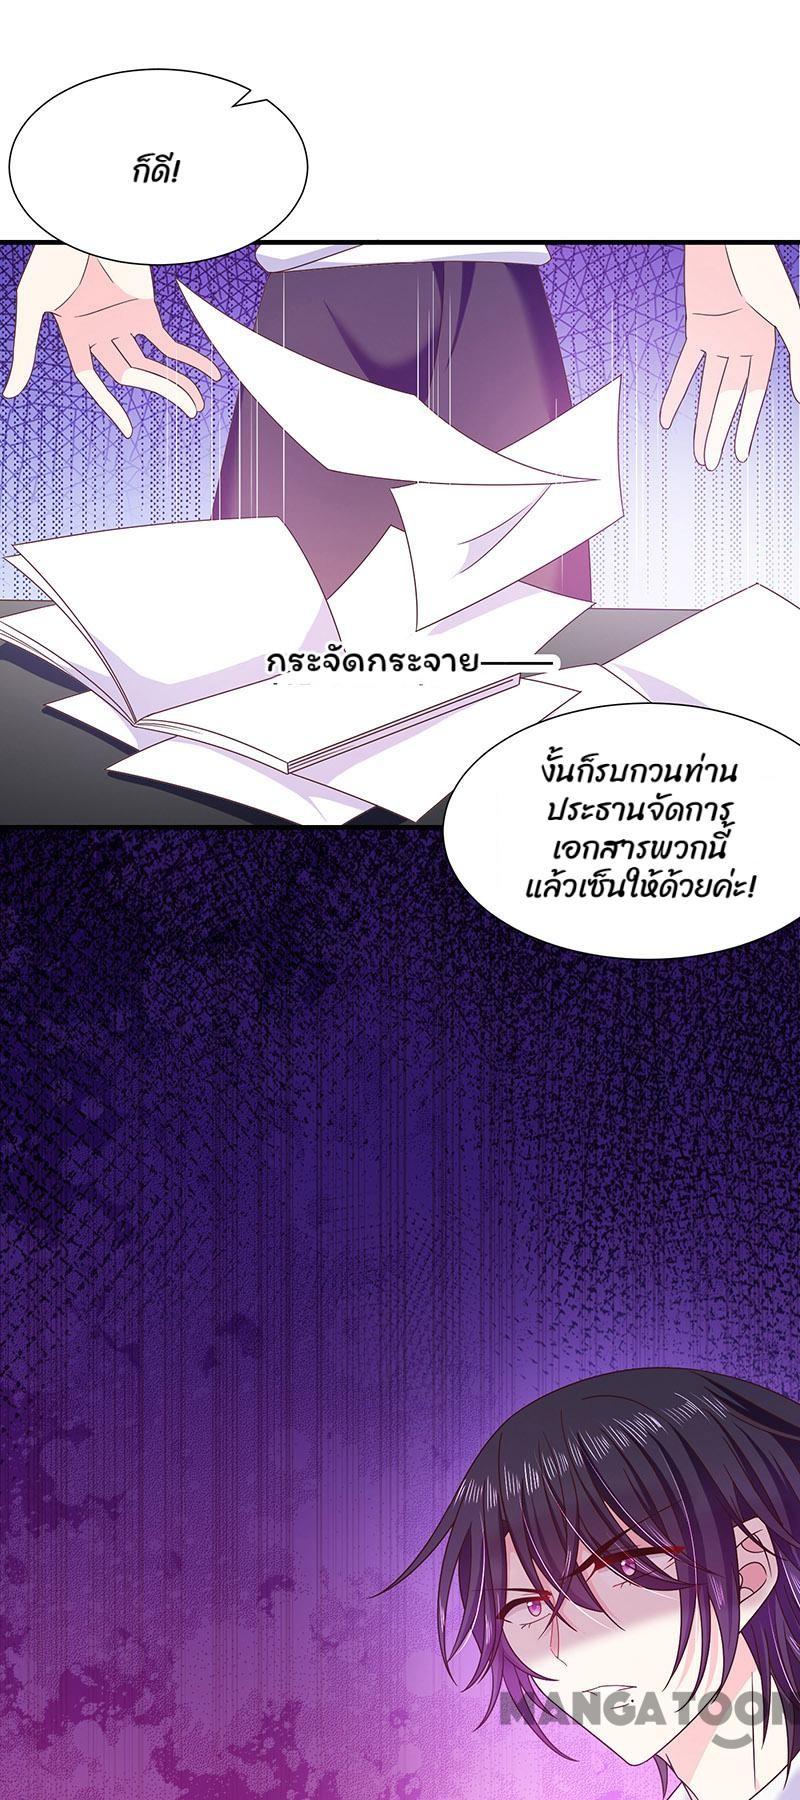 ก็ดี!
กระจัดกระจาย———
งั้นก็รบกวนท่าน
ประธานจัดการ
เอกสารพวกนี้
แล้วเซ็นให้ด้วยค่ะ!
MANGATOON